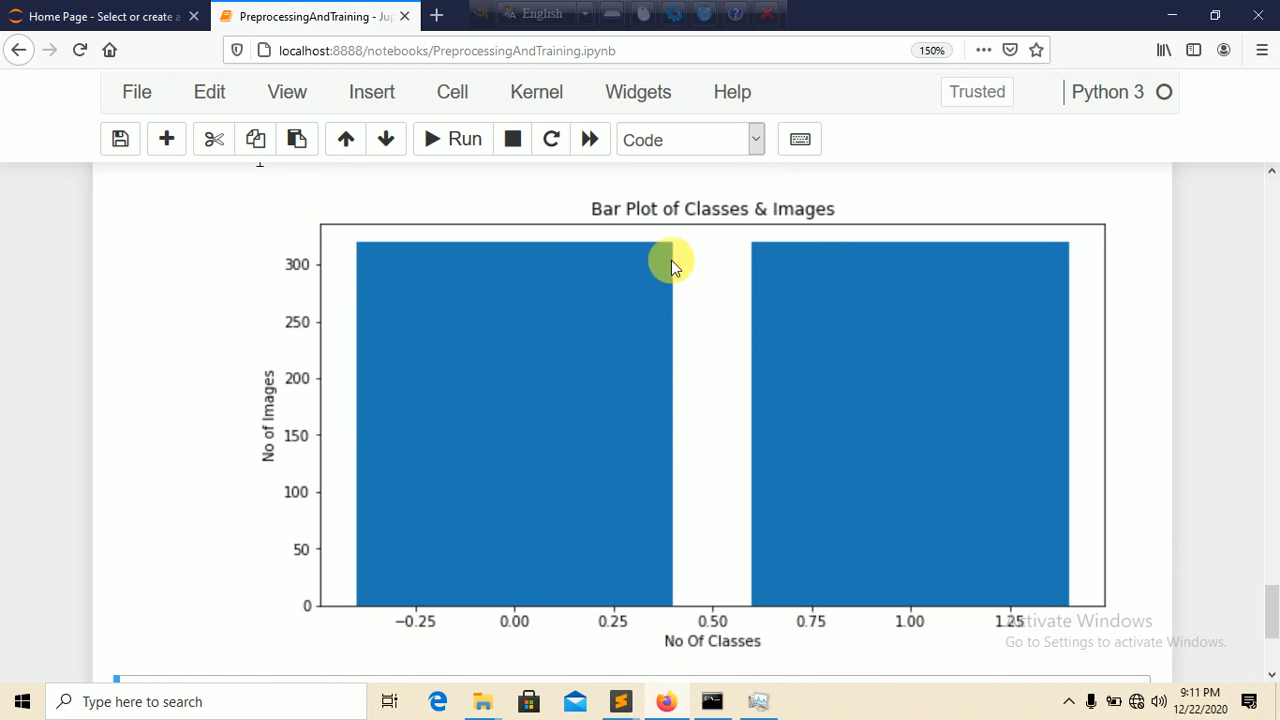 Home Page - Select or create a
PreprocessingAndTraining - Jup
English
localhost:8888/notebooks/PreprocessingAndTraining.ipynb
150%
File Edit View Insert Cell Kernel Widgets Help
Trusted
Python 3
Run
Code
Bar Plot of Classes & Images
No of Images
300
250
200
150
100
50
0
−0.25 0.00 0.25 0.50 0.75 1.00 1.25
No Of Classes
Activate Windows
Go to Settings to activate Windows.
Type here to search
9:11 PM
12/22/2020